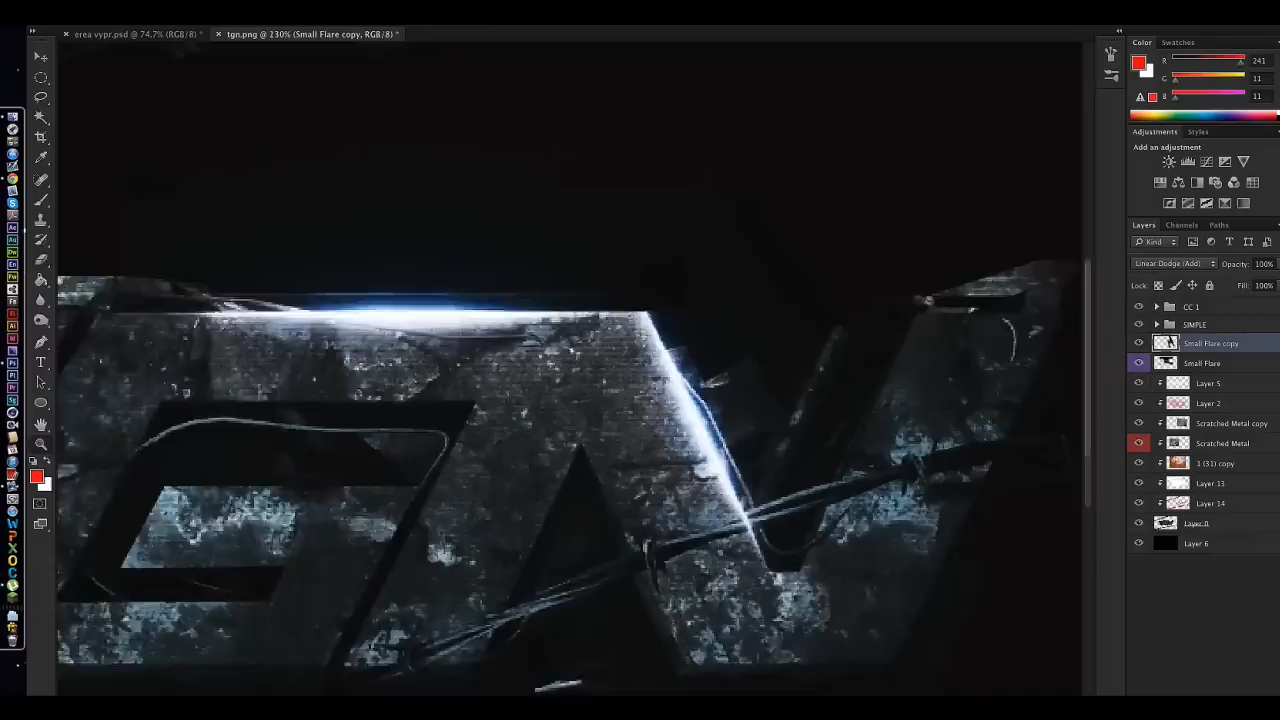 erea vypr.psd @ 74.7% (RGB/8) *
tgn.png @ 230% (Small Flare copy, RGB/8) *
Color
Swatches
R 241
G 11
B 11
Adjustments
Styles
Add an adjustment
Layers
Channels
Paths
Kind
Linear Dodge (Add)
Opacity: 100%
Lock:
Fill: 100%
CC 1
SIMPLE
Small Flare copy
Small Flare
Layer 5
Layer 2
Scratched Metal copy
Scratched Metal
1 (31) copy
Layer 13
Layer 14
Layer 0
Layer 6